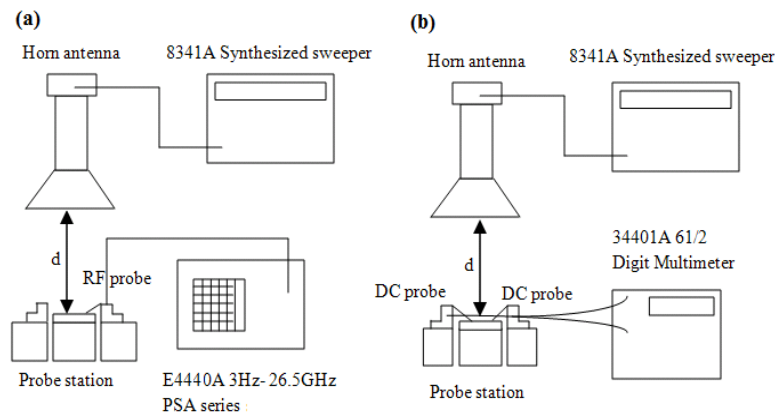 (a)
Horn antenna
8341A Synthesized sweeper
d
RF probe
Probe station
E4440A 3Hz- 26.5GHz
PSA series
(b)
Horn antenna
8341A Synthesized sweeper
d
34401A 61/2
Digit Multimeter
DC probe
DC probe
Probe station